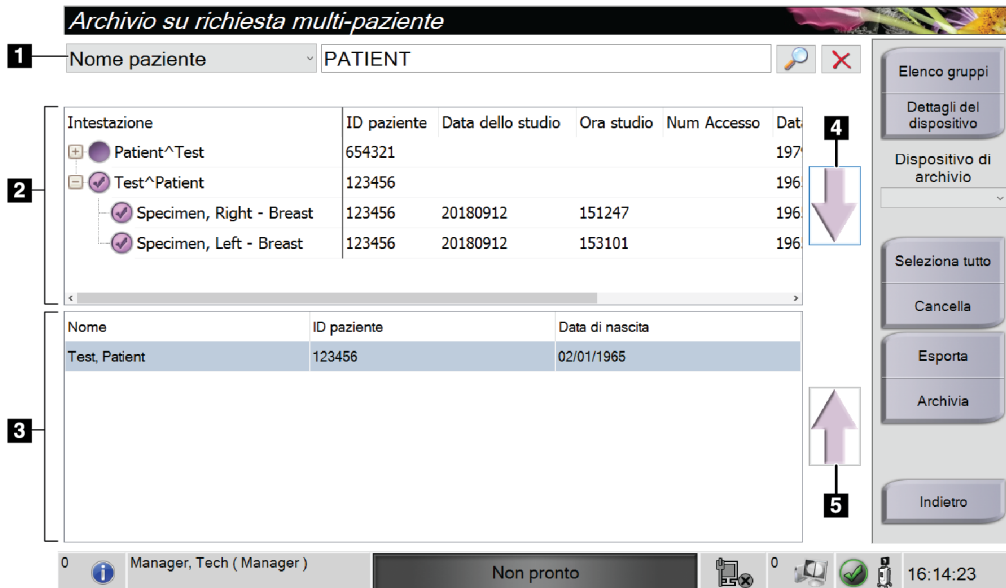 Archivio su richiesta multi-paziente
1
Nome paziente
PATIENT
Elenco gruppi
Dettagli del
dispositivo
Dispositivo di
archivio
Seleziona tutto
Cancella
Esporta
Archivia
Indietro
2
Intestazione ID paziente Data dello studio Ora studio Num Accesso
Patient^Test 654321 197
Test^Patient 123456 196
Specimen, Right - Breast 123456 20180912 151247 196
Specimen, Left - Breast 123456 20180912 153101 196
4
3
Nome ID paziente Data di nascita
Test, Patient 123456 02/01/1965
5
0 Manager, Tech ( Manager ) Non pronto 0 16:14:23